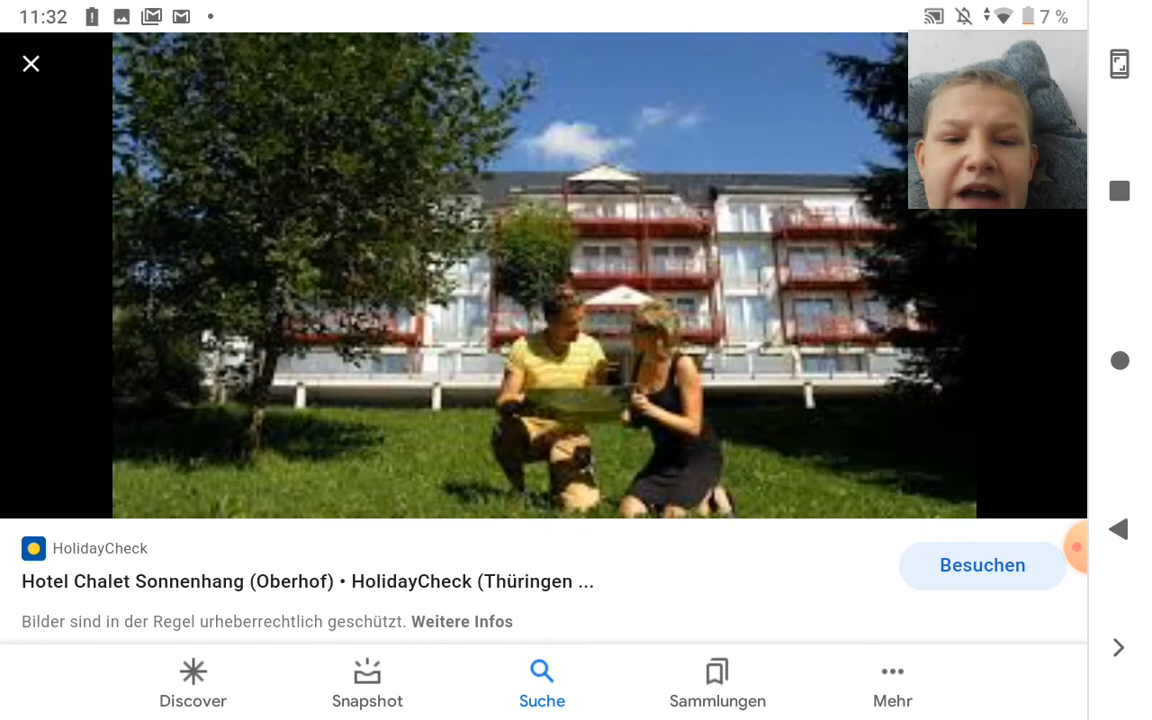 11:32
7 %
HolidayCheck
Hotel Chalet Sonnenhang (Oberhof) • HolidayCheck (Thüringen ...
Besuchen
Bilder sind in der Regel urheberrechtlich geschützt. Weitere Infos
Discover
Snapshot
Suche
Sammlungen
Mehr